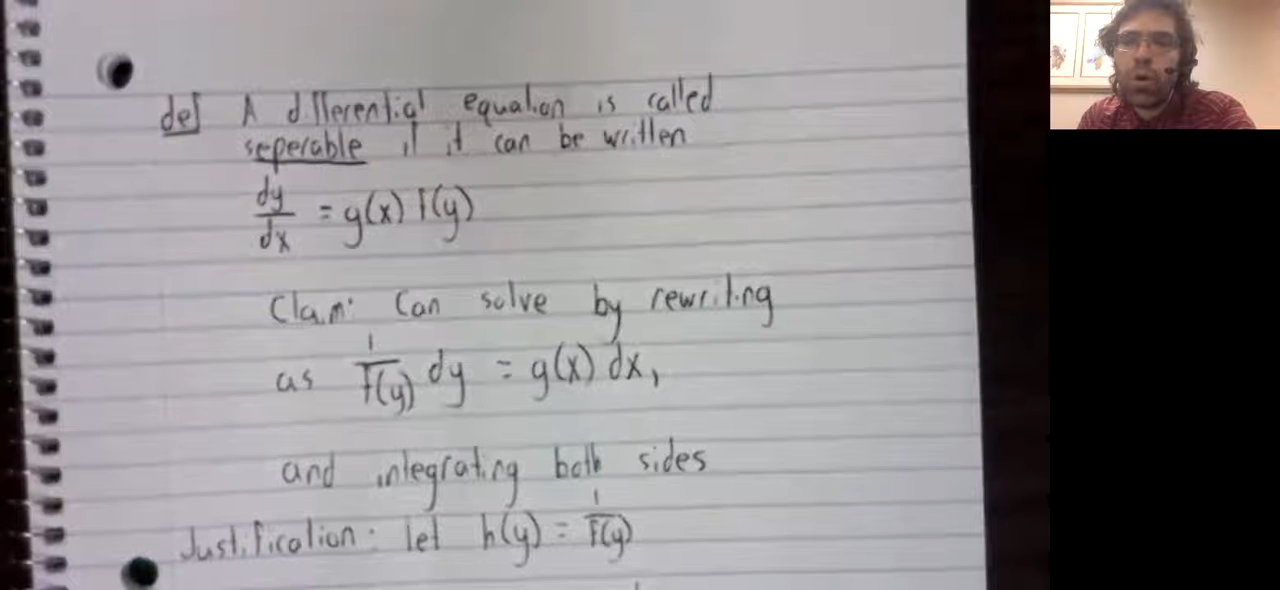 def A differential equation is called
seperable if it can be written
dy/dx = g(x) f(y)
Claim: Can solve by rewriting
as 1/f(y) dy = g(x) dx,
and integrating both sides
Justification: let h(y) = 1/f(y)